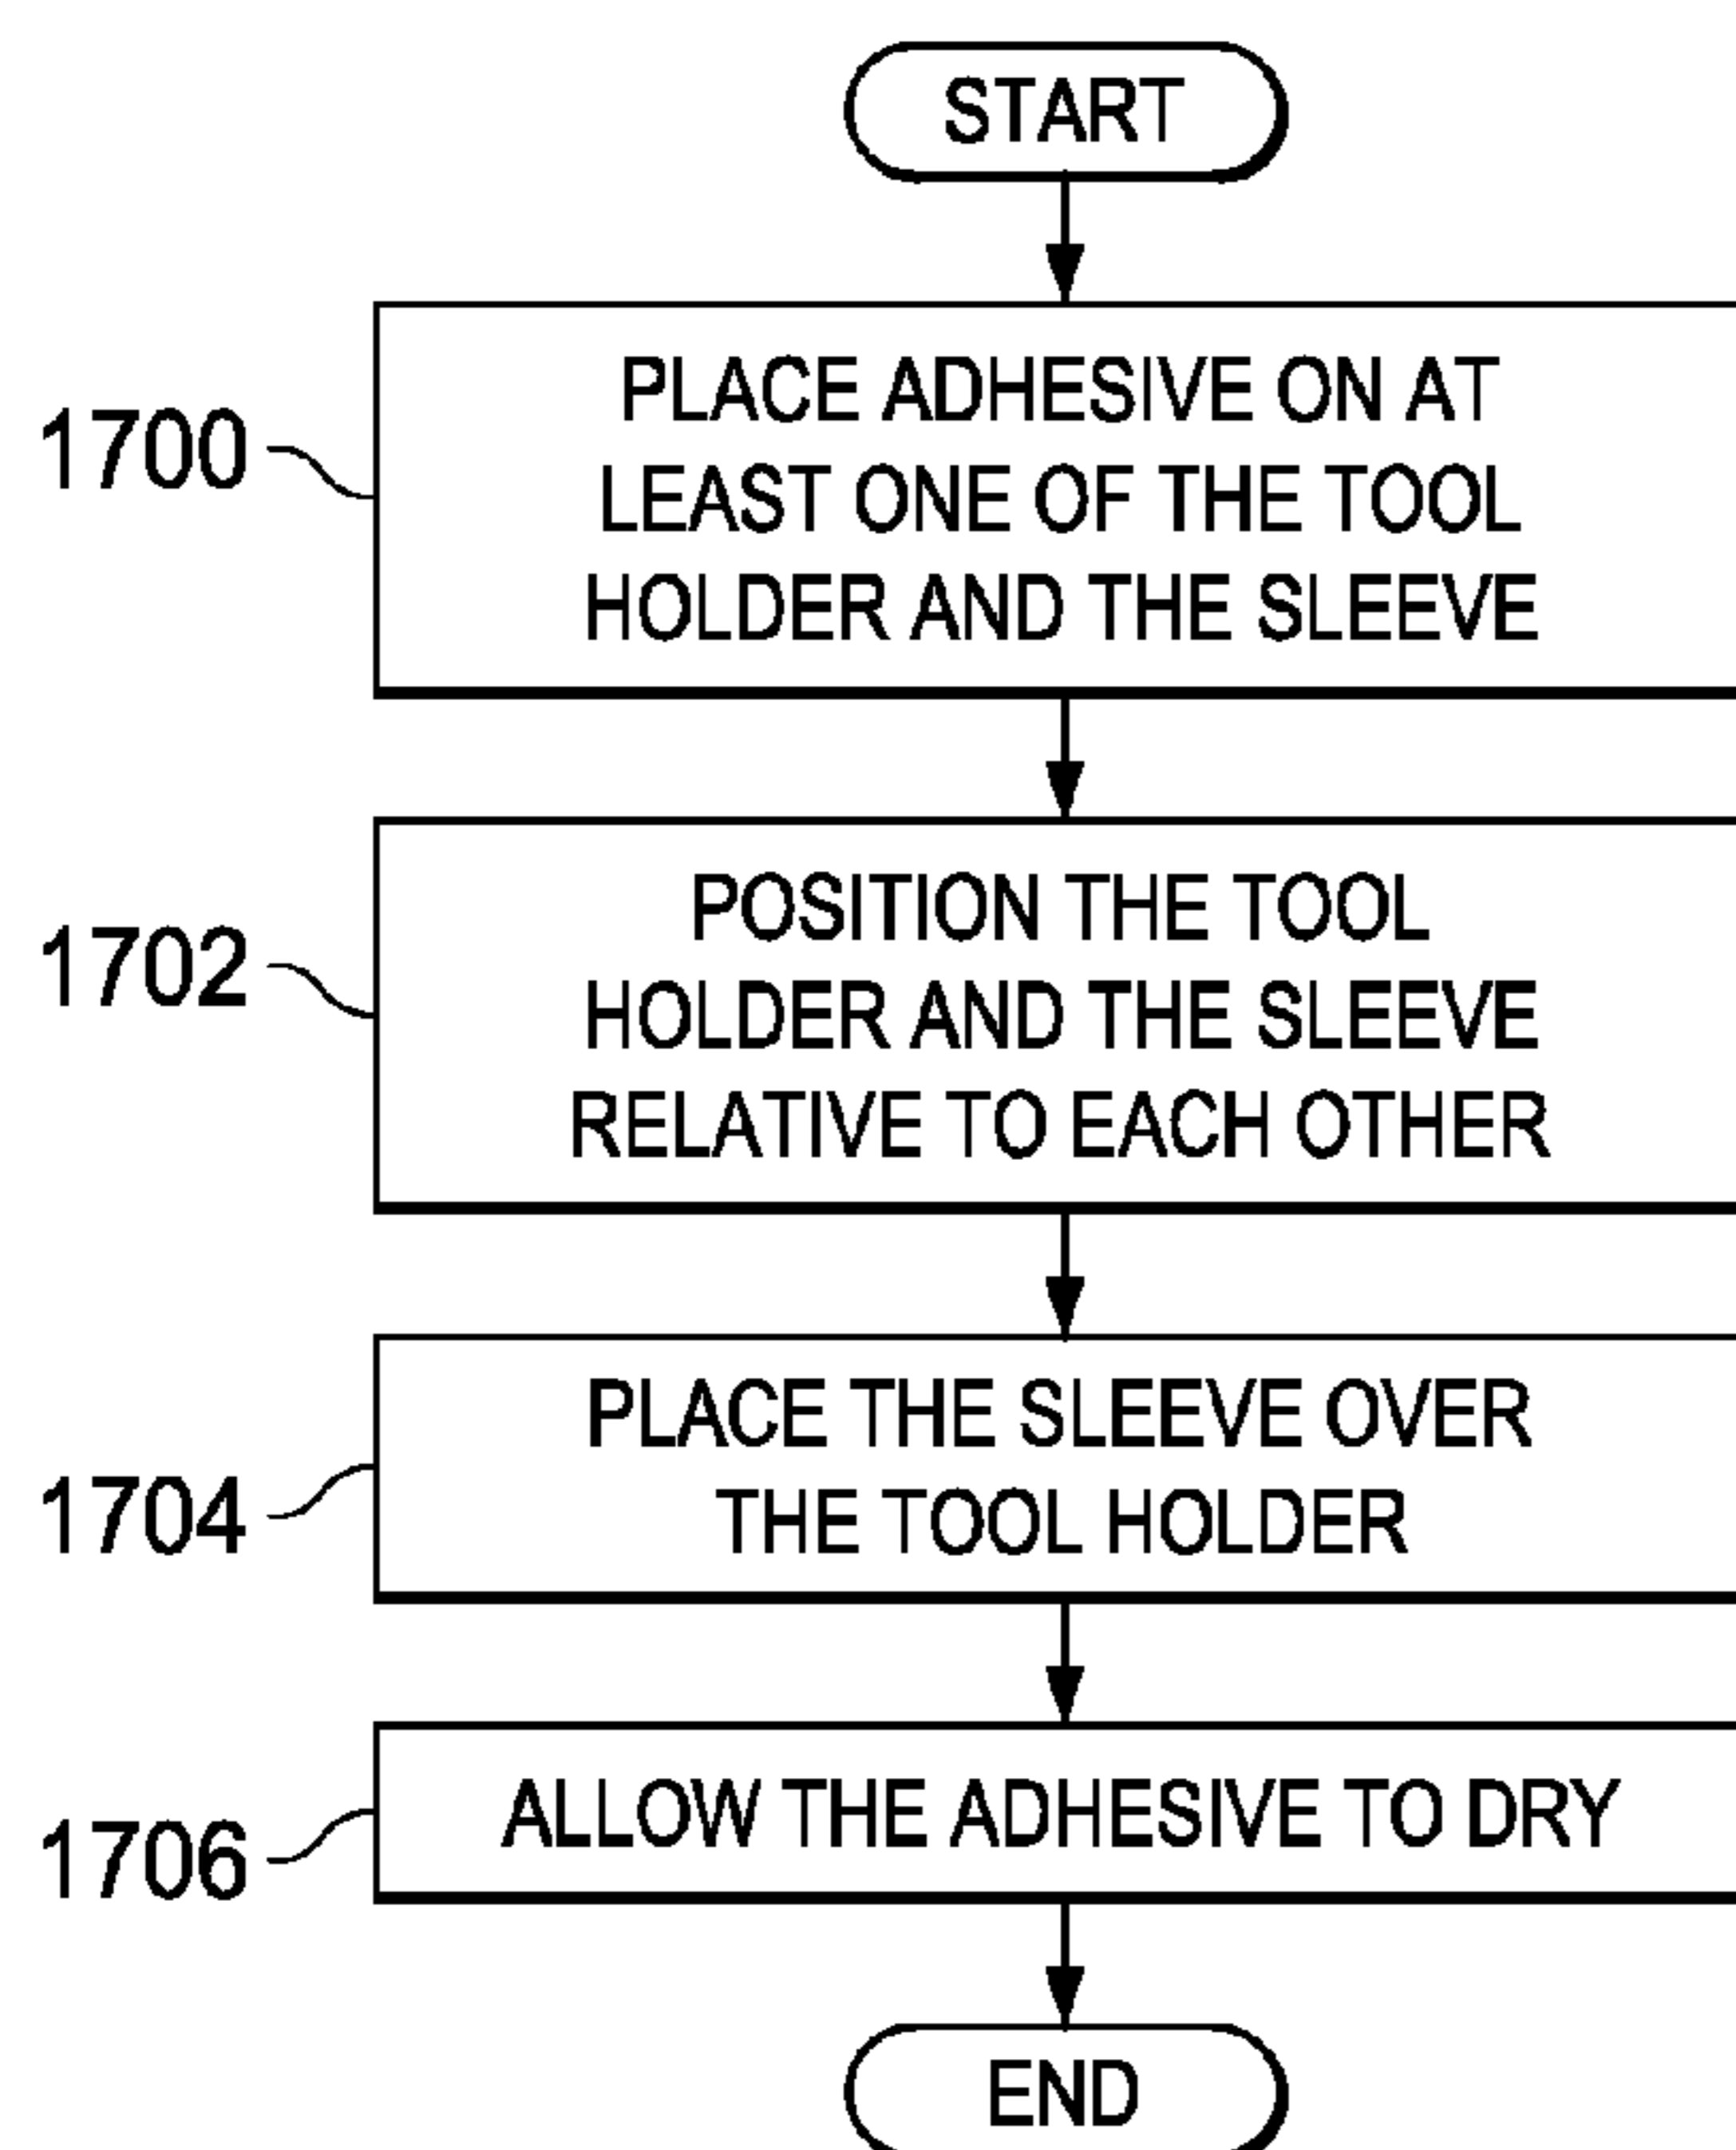 START
1700
PLACE ADHESIVE ON AT
LEAST ONE OF THE TOOL
HOLDER AND THE SLEEVE
1702
POSITION THE TOOL
HOLDER AND THE SLEEVE
RELATIVE TO EACH OTHER
1704
PLACE THE SLEEVE OVER
THE TOOL HOLDER
1706
ALLOW THE ADHESIVE TO DRY
END